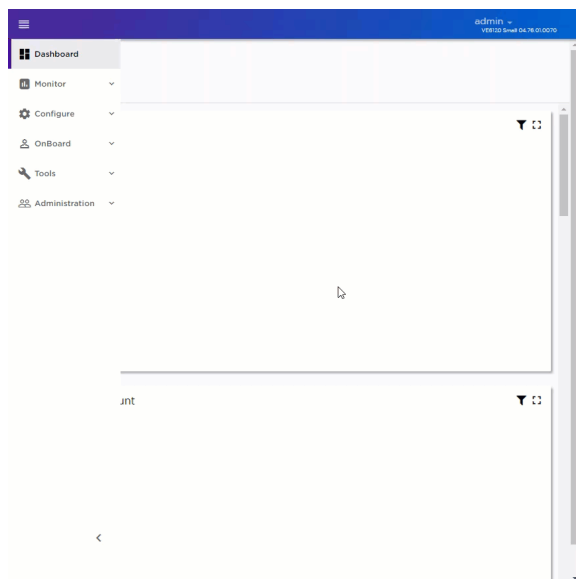 admin
VE6120 Small 04.76.01.0070
Dashboard
Monitor
Configure
OnBoard
Tools
Administration
unt